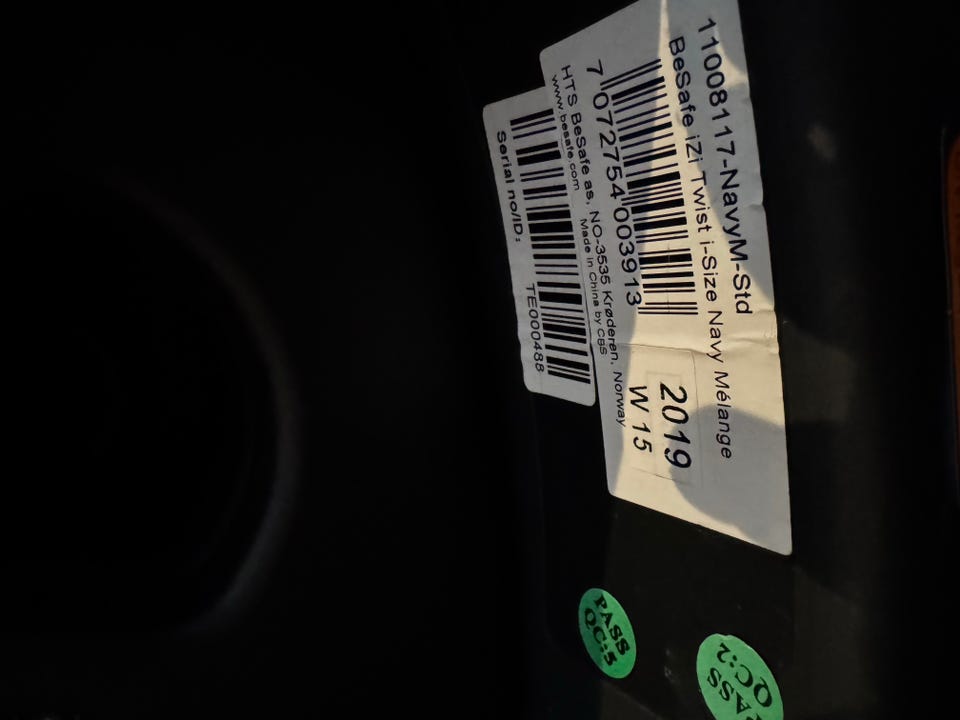 11008117-NavyM-Std
BeSafe iZi Twist i-Size Navy Mélange
7 072754 003913
2019
W 15
HTS BeSafe as, NO-3535 Krøderen, Norway
www.besafe.com Made in China by CBS
Serial no/ID: TE000488
PASS
QC:5
PASS
QC:2